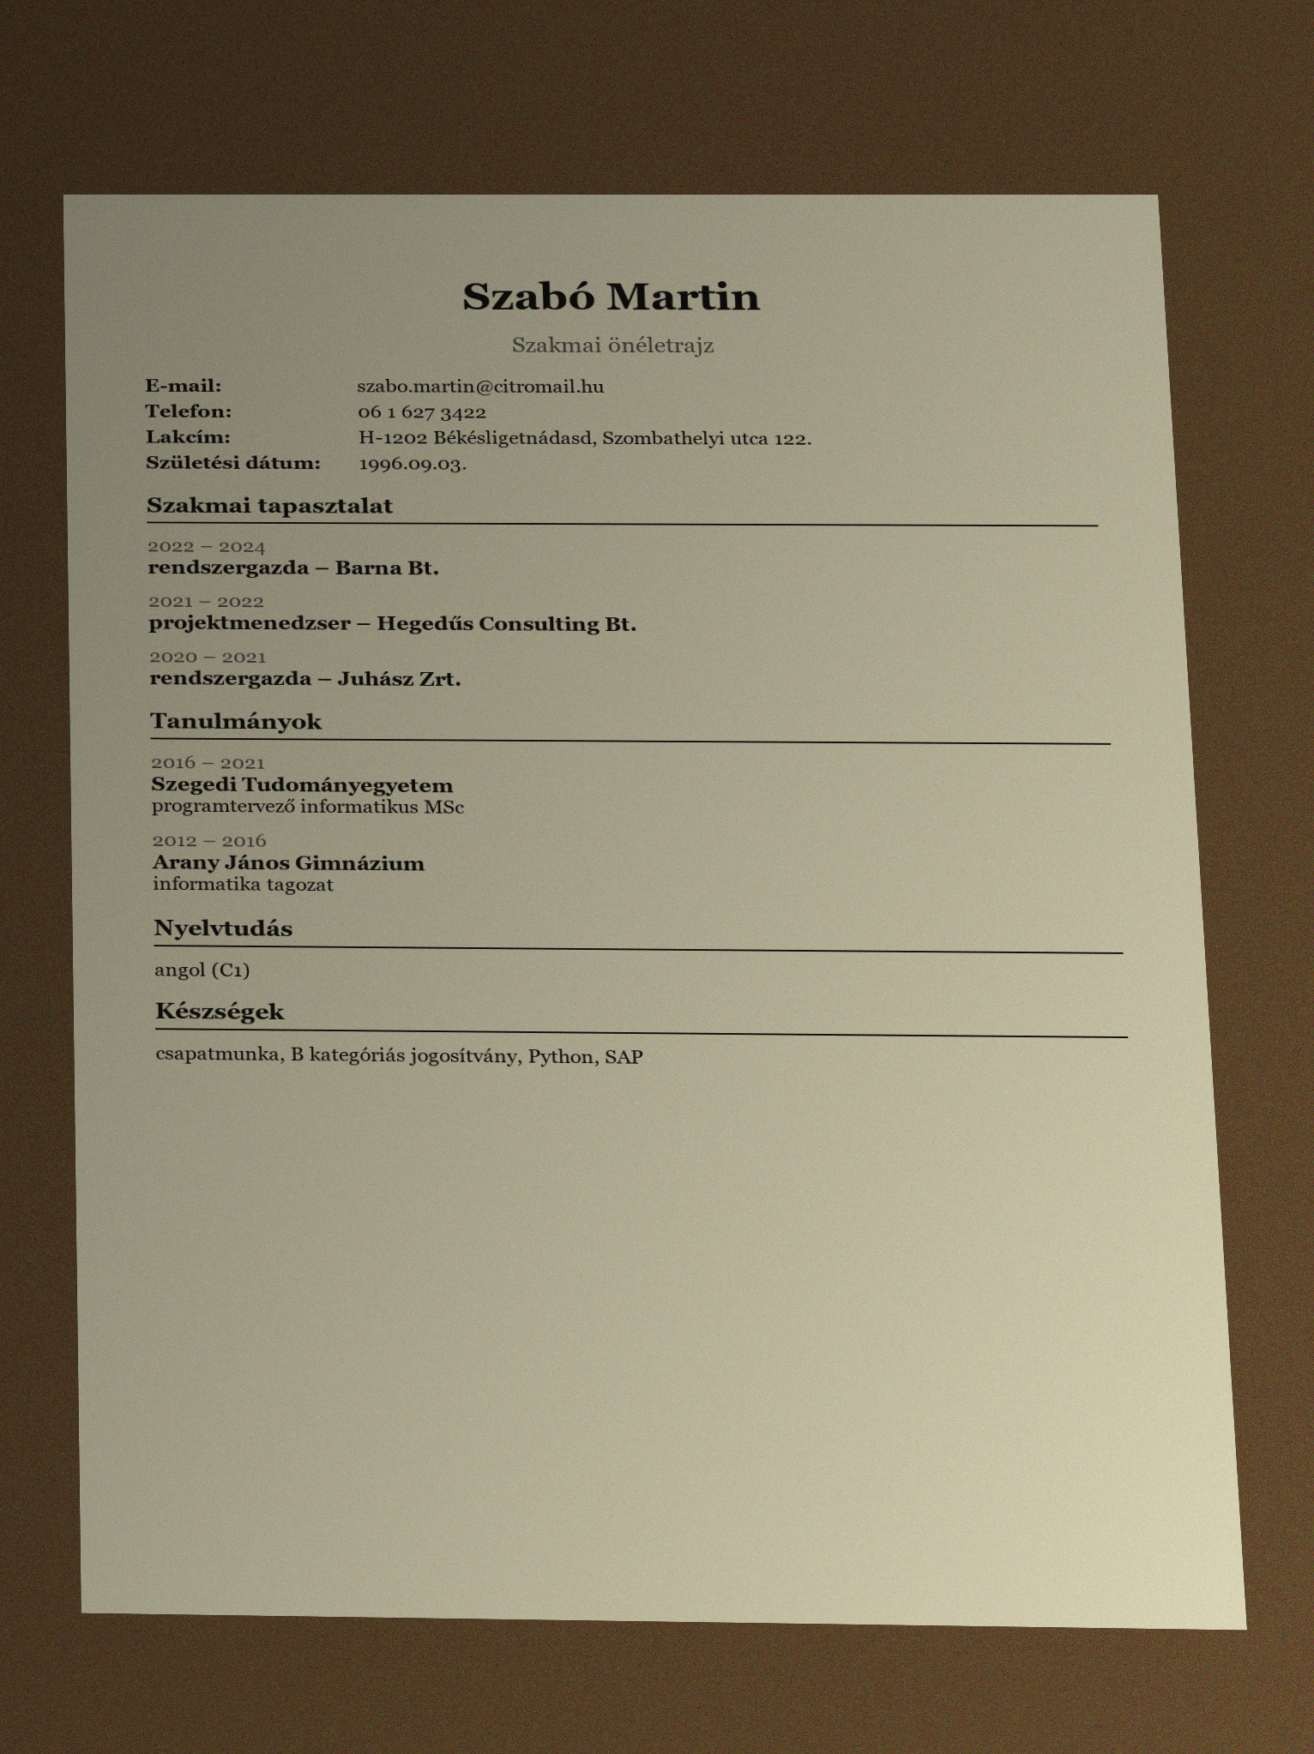 Szabó Martin
Szakmai önéletrajz
E-mail: szabo.martin@citromail.hu
Telefon: 06 1 627 3422
Lakcím: H-1202 Békésligetnádasd, Szombathelyi utca 122.
Születési dátum: 1996.09.03.
Szakmai tapasztalat
2022 – 2024
rendszergazda – Barna Bt.
2021 – 2022
projektmenedzser – Hegedűs Consulting Bt.
2020 – 2021
rendszergazda – Juhász Zrt.
Tanulmányok
2016 – 2021
Szegedi Tudományegyetem
programtervező informatikus MSc
2012 – 2016
Arany János Gimnázium
informatika tagozat
Nyelvtudás
angol (C1)
Készségek
csapatmunka, B kategóriás jogosítvány, Python, SAP